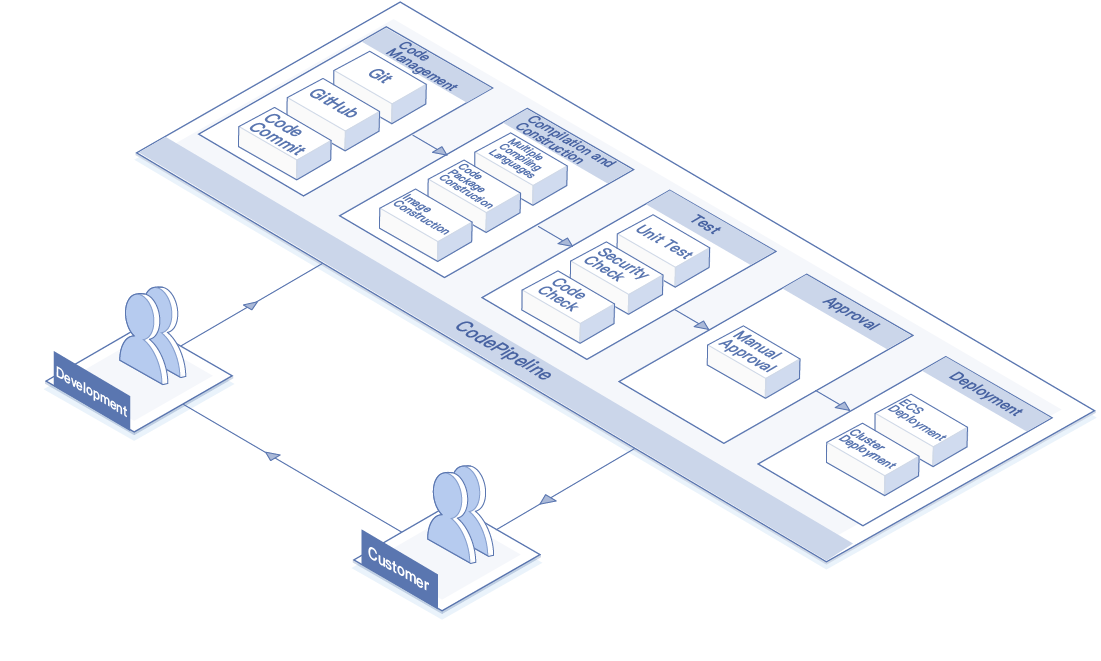 Code
Management
Git
GitHub
Code
Commit
Compilation and
Construction
Multiple
Compiling
Languages
Code
Package
Construction
Image
Construction
Test
Unit Test
Security
Check
Code
Check
Approval
Manual
Approval
Deployment
ECS
Deployment
Cluster
Deployment
CodePipeline
Development
Customer